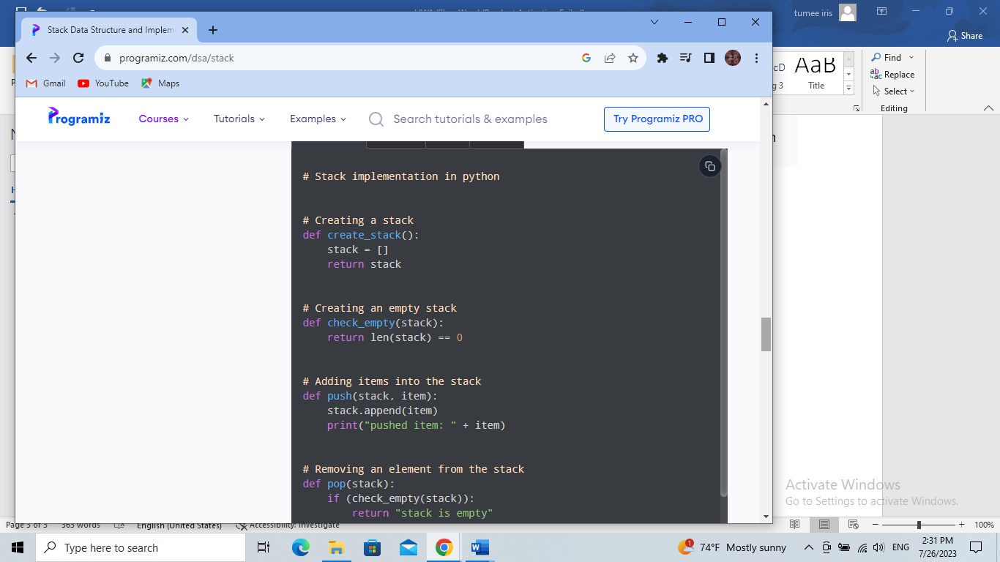 tumee iris
Share
Stack Data Structure and Implem
programiz.com/dsa/stack
Gmail
YouTube
Maps
Find
Replace
Select
Editing
AaB
g 3
Title
Programiz
Courses
Tutorials
Examples
Search tutorials & examples
Try Programiz PRO
# Stack implementation in python
# Creating a stack
def create_stack():
stack = []
return stack
# Creating an empty stack
def check_empty(stack):
return len(stack) == 0
# Adding items into the stack
def push(stack, item):
stack.append(item)
print("pushed item: " + item)
# Removing an element from the stack
def pop(stack):
if (check_empty(stack)):
return "stack is empty"
Activate Windows
Go to Settings to activate Windows.
Page 3 of 3
363 words
English (United States)
Accessibility: Investigate
100%
Type here to search
74°F Mostly sunny
ENG
2:31 PM
7/26/2023